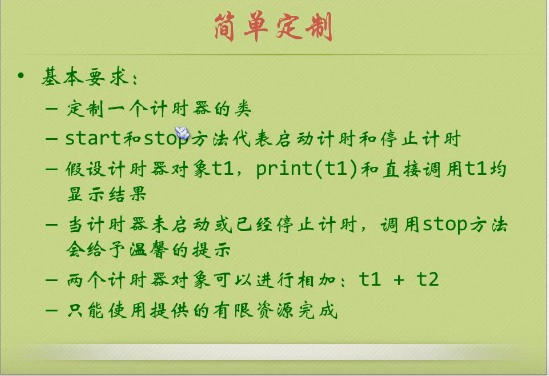 简单定制
• 基本要求：
– 定制一个计时器的类
– start和stop方法代表启动计时和停止计时
– 假设计时器对象t1，print(t1)和直接调用t1均
显示结果
– 当计时器未启动或已经停止计时，调用stop方法
会给予温馨的提示
– 两个计时器对象可以进行相加：t1 + t2
– 只能使用提供的有限资源完成